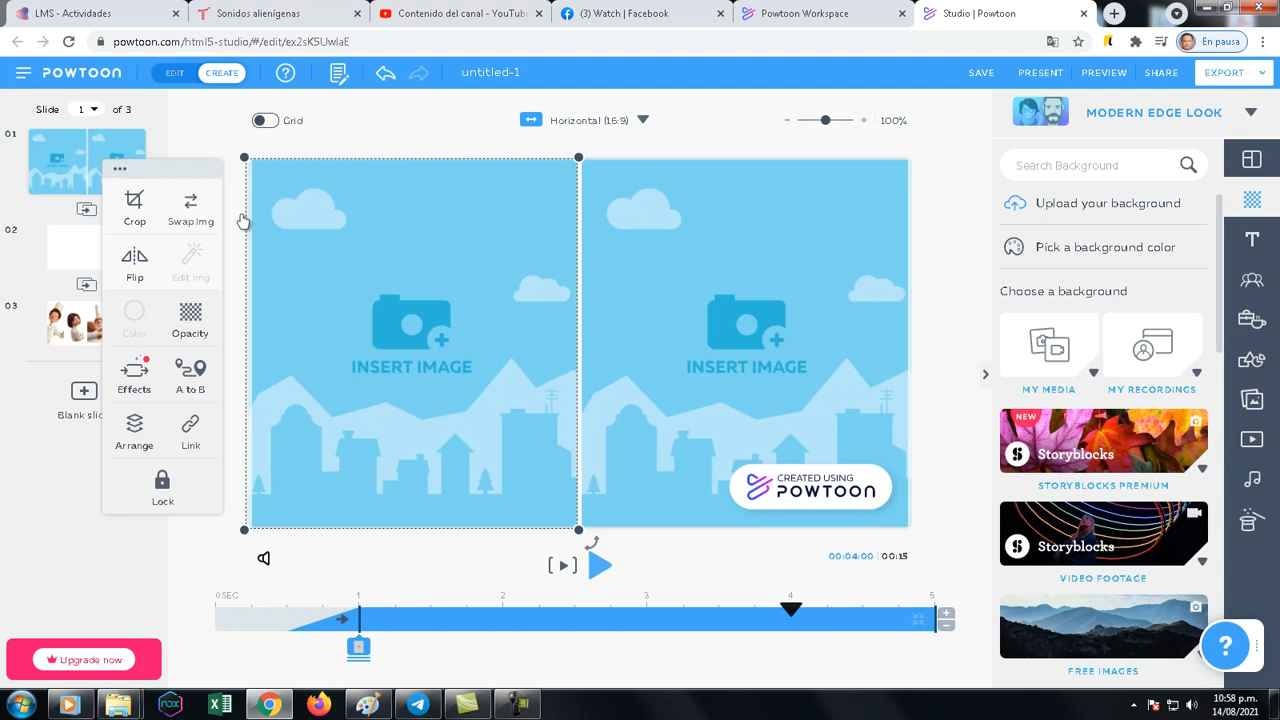 LMS - Actividades
Sonidos alienígenas
Contenido del canal - YouTu
(3) Watch | Facebook
Powtoon Workspace
Studio | Powtoon
powtoon.com/html5-studio/#/edit/ex2sK5UwlaE
En pausa
POWTOON
EDIT
CREATE
untitled-1
SAVE
PRESENT
PREVIEW
SHARE
EXPORT
Slide 1 of 3
Grid
Horizontal (16:9)
100%
MODERN EDGE LOOK
01
Crop
Swap Img
Flip
Edit Img
Color
Opacity
Effects
A to B
Arrange
Link
Lock
02
03
Blank slid
INSERT IMAGE
INSERT IMAGE
CREATED USING
POWTOON
00:04:00 00:15
0 SEC 1 2 3 4 5
Upgrade now
Search Background
Upload your background
Pick a background color
Choose a background
MY MEDIA
MY RECORDINGS
NEW
Storyblocks
STORYBLOCKS PREMIUM
Storyblocks
VIDEO FOOTAGE
FREE IMAGES
nox
10:58 p.m.
14/08/2021